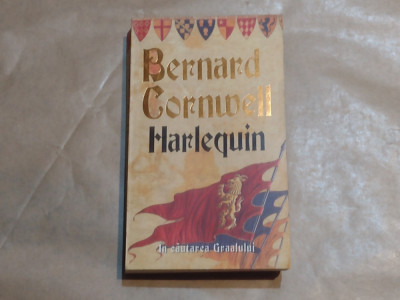 Bernard
Cornwell
Harlequin
În căutarea Graalului